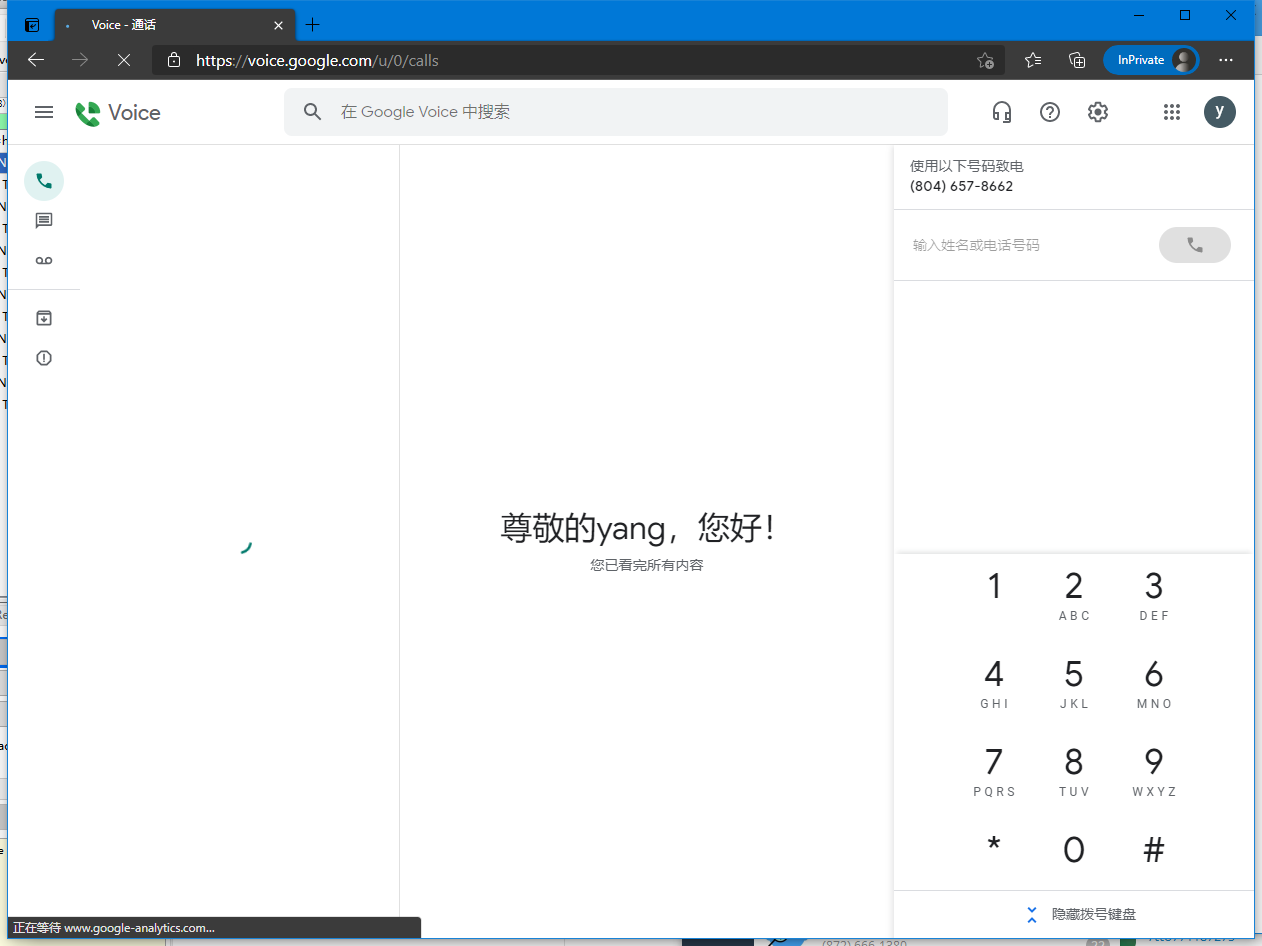 Voice - 通话
https://voice.google.com/u/0/calls
InPrivate
Voice
在 Google Voice 中搜索
y
使用以下号码致电
(804) 657-8662
输入姓名或电话号码
尊敬的yang，您好！
您已看完所有内容
1
2
3
ABC
DEF
4
5
6
GHI
JKL
MNO
7
8
9
PQRS
TUV
WXYZ
*
0
#
隐藏拨号键盘
正在等待 www.google-analytics.com...